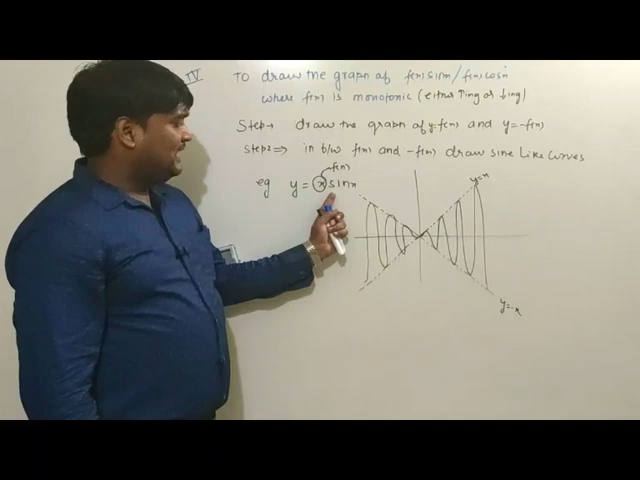 IV TO draw the graph of f(x)sinx/f(x)cosx
where f(x) is monotonic (either ↑ing or ↓ing)
Step→ draw the graph of y=f(x) and y=-f(x)
Step2⇒ in b/w f(x) and -f(x) draw sine Like curves
f(x)
eg y = x sinx
y=x
y=-x